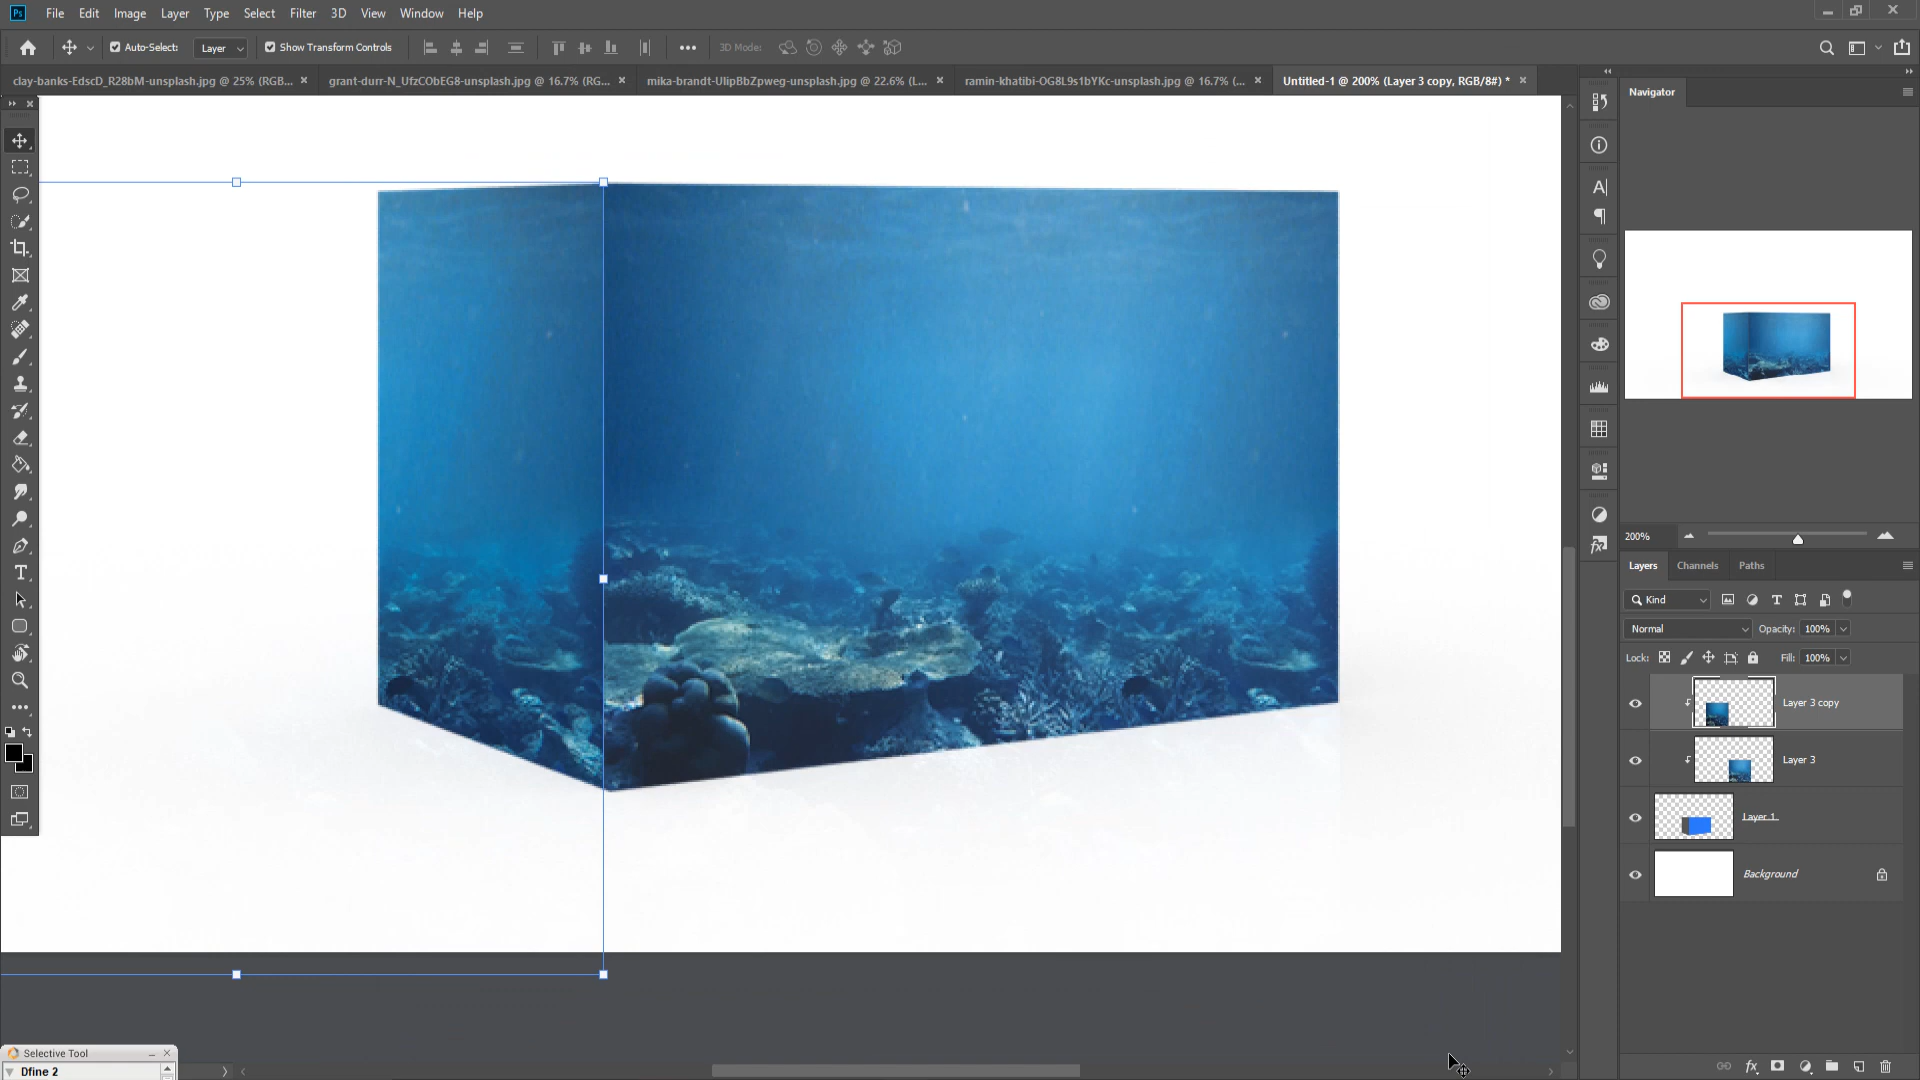 Ps File Edit Image Layer Type Select Filter 3D View Window Help
Auto-Select: Layer Show Transform Controls 3D Mode:
clay-banks-EdscD_R28bM-unsplash.jpg @ 25% (RGB... × grant-durr-N_UfzCObEG8-unsplash.jpg @ 16.7% (RG... × mika-brandt-UlipBbZpweg-unsplash.jpg @ 22.6% (L... × ramin-khatibi-OG8L9s1bYKc-unsplash.jpg @ 16.7% (... × Untitled-1 @ 200% (Layer 3 copy, RGB/8#) * ×
Navigator
200%
Layers Channels Paths
Kind
Normal Opacity: 100%
Lock: Fill: 100%
Layer 3 copy
Layer 3
Layer 1
Background
Selective Tool
Dfine 2